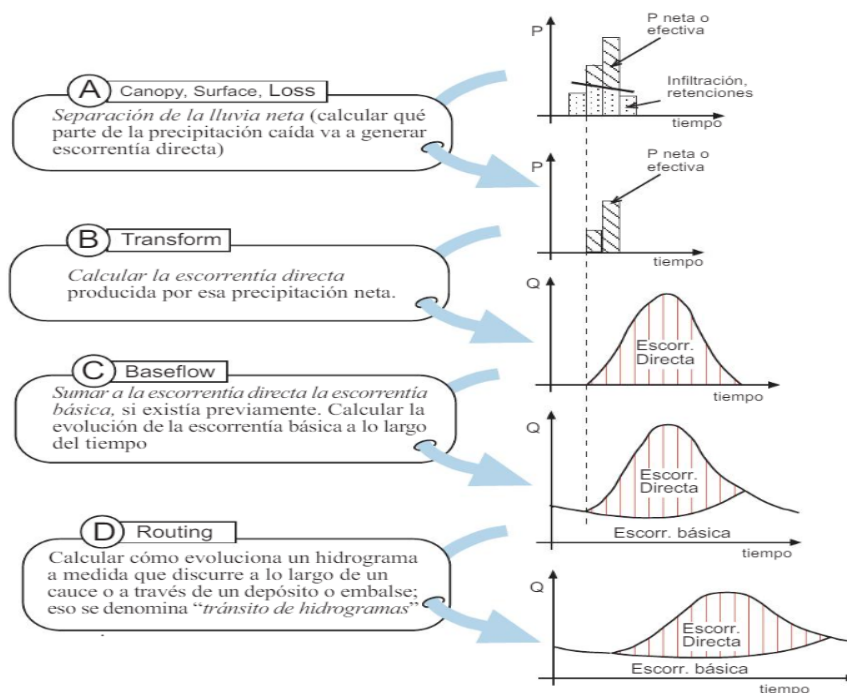 A Canopy, Surface, Loss
Separación de la lluvia neta (calcular qué
parte de la precipitación caída va a generar
escorrentía directa)
P
P neta o
efectiva
Infiltración,
retenciones
tiempo
P
P neta o
efectiva
tiempo
B Transform
Calcular la escorrentía directa
producida por esa precipitación neta.
Q
Escorr.
Directa
tiempo
C Baseflow
Sumar a la escorrentía directa la escorrentía
básica, si existía previamente. Calcular la
evolución de la escorrentía básica a lo largo
del tiempo
Q
Escorr.
Directa
Escorr. básica
tiempo
D Routing
Calcular cómo evoluciona un hidrograma
a medida que discurre a lo largo de un
cauce o a través de un depósito o embalse;
eso se denomina “tránsito de hidrogramas”
Q
Escorr.
Directa
Escorr. básica
tiempo